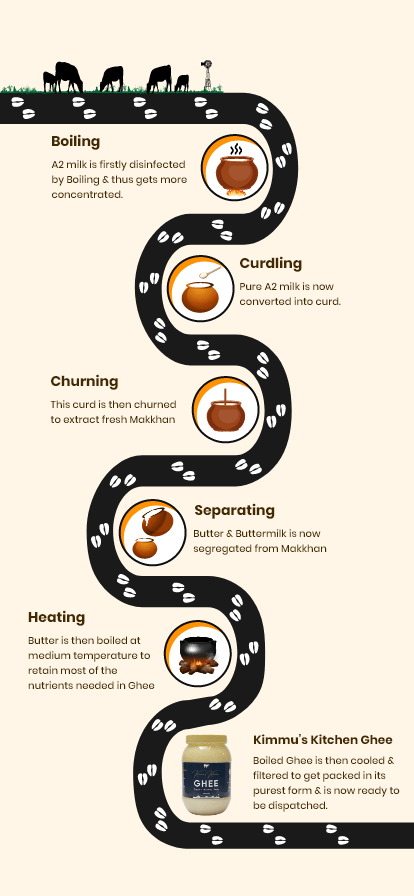 Boiling
A2 milk is firstly disinfected
by Boiling & thus gets more
concentrated.
Curdling
Pure A2 milk is now
converted into curd.
Churning
This curd is then churned
to extract fresh Makkhan
Separating
Butter & Buttermilk is now
segregated from Makkhan
Heating
Butter is then boiled at
medium temperature to
retain most of the
nutrients needed in Ghee
Kimmu's Kitchen Ghee
Boiled Ghee is then cooled &
filtered to get packed in its
purest form & is now ready to
be dispatched.
GHEE